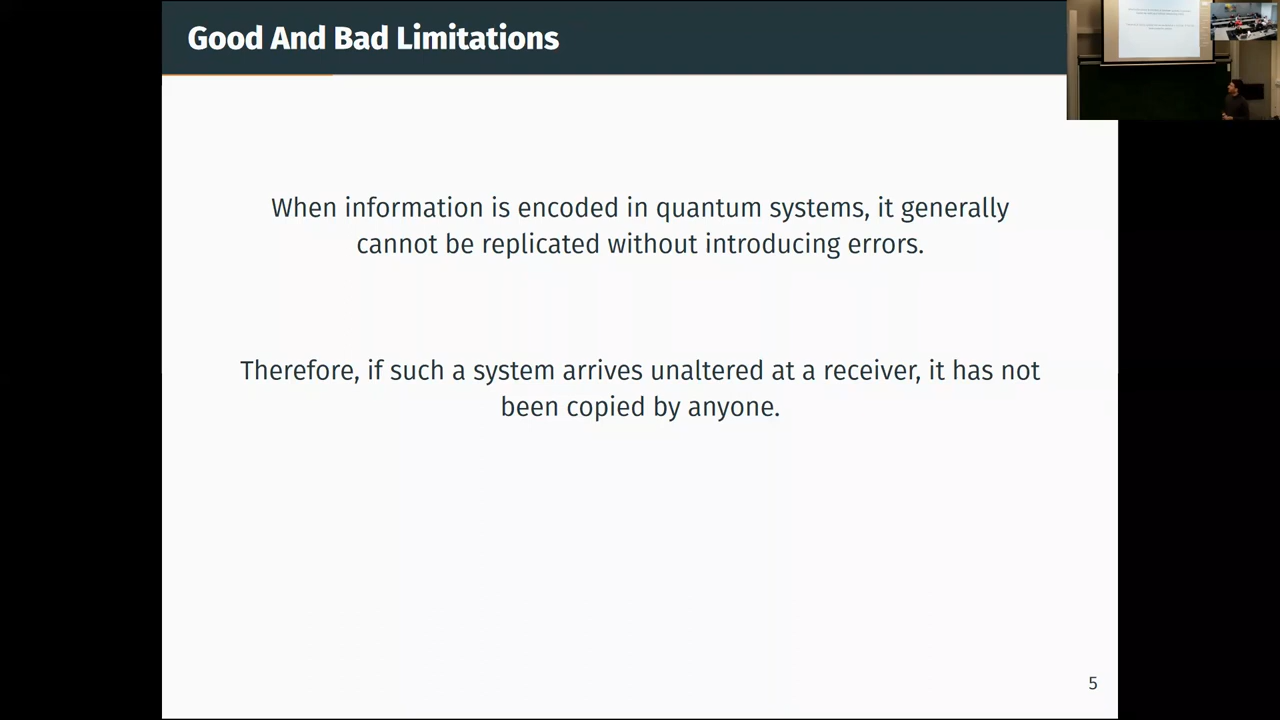 Good And Bad Limitations
When information is encoded in quantum systems, it generally
cannot be replicated without introducing errors.
Therefore, if such a system arrives unaltered at a receiver, it has not
been copied by anyone.
5